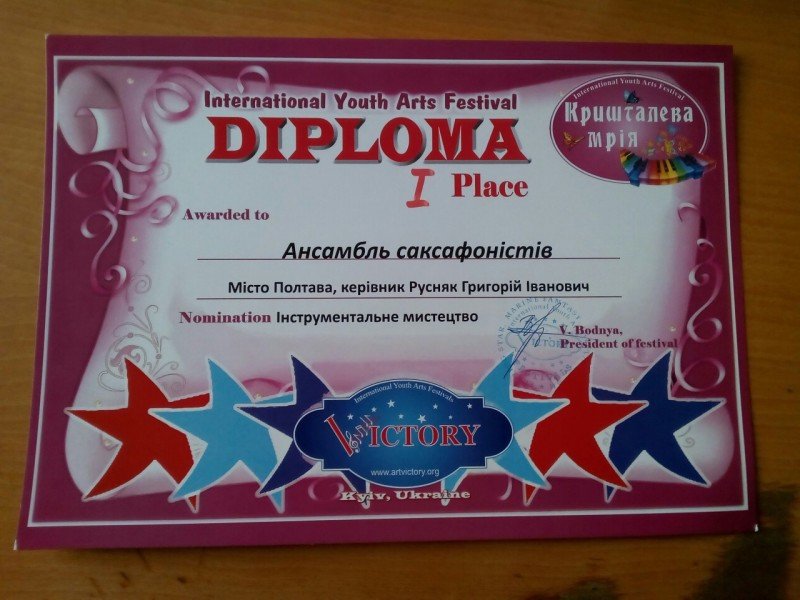 International Youth Arts Festival
DIPLOMA
I Place
International Youth Arts Festival
Кришталева
мрія
Awarded to
Ансамбль саксафоністів
Місто Полтава, керівник Русняк Григорій Іванович
Nomination Інструментальне мистецтво
V. Bodnya,
President of festival
International Youth Arts Festivals
VICTORY
www.artvictory.org
Kyiv, Ukraine